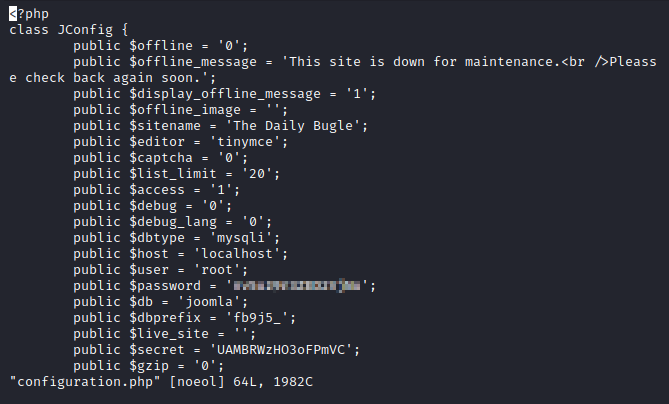 <?php
class JConfig {
        public $offline = '0';
        public $offline_message = 'This site is down for maintenance.<br />Pleas
e check back again soon.';
        public $display_offline_message = '1';
        public $offline_image = '';
        public $sitename = 'The Daily Bugle';
        public $editor = 'tinymce';
        public $captcha = '0';
        public $list_limit = '20';
        public $access = '1';
        public $debug = '0';
        public $debug_lang = '0';
        public $dbtype = 'mysqli';
        public $host = 'localhost';
        public $user = 'root';
        public $password = '';
        public $db = 'joomla';
        public $dbprefix = 'fb9j5_';
        public $live_site = '';
        public $secret = 'UAMBRWzHO3oFPmVC';
        public $gzip = '0';
"configuration.php" [noeol] 64L, 1982C